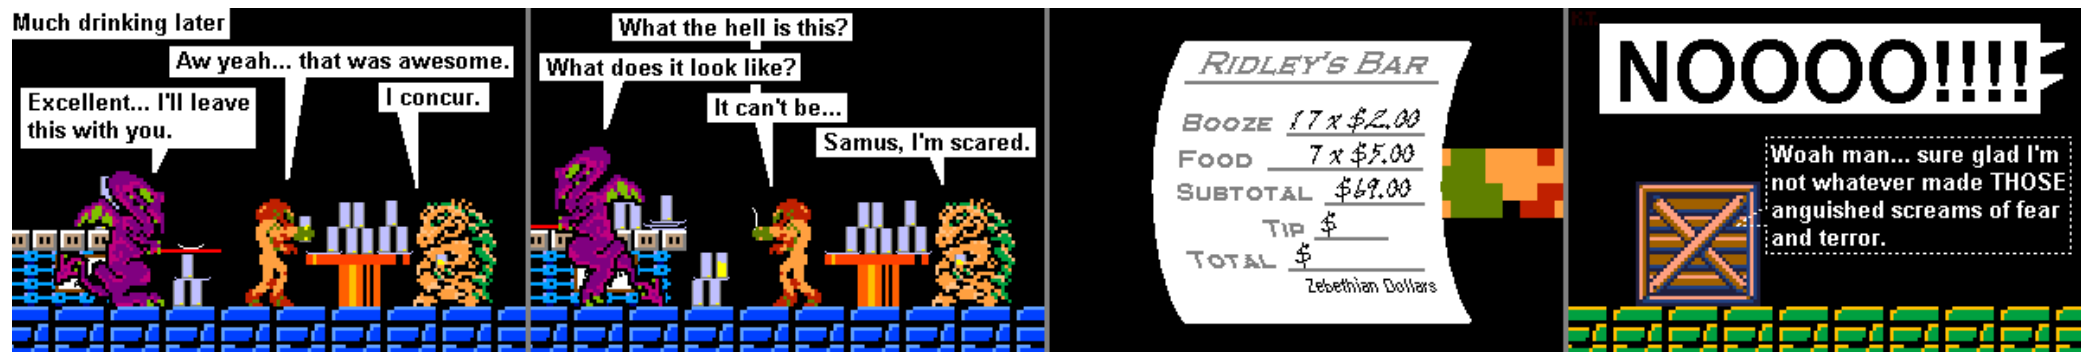 Much drinking later
Aw yeah... that was awesome.
I concur.
Excellent... I'll leave
this with you.
What the hell is this?
What does it look like?
It can't be...
Samus, I'm scared.
RIDLEY'S BAR
BOOZE 17 x $2.00
FOOD 7 x $5.00
SUBTOTAL $69.00
TIP $
TOTAL $
Zebethian Dollars
NOOOO!!!!
Woah man... sure glad I'm
not whatever made THOSE
anguished screams of fear
and terror.